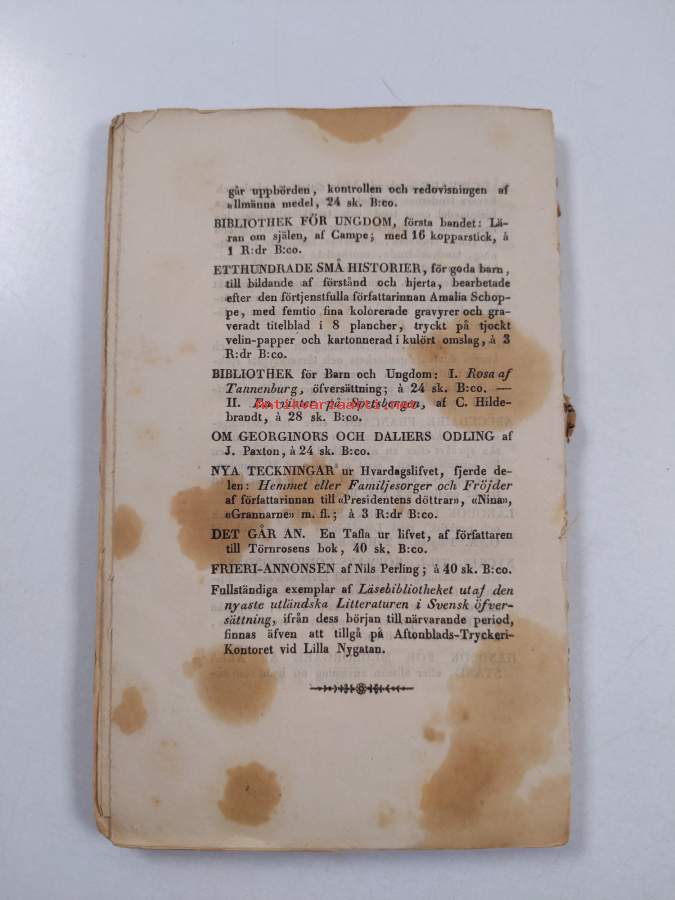 går uppbörden, kontrollen och redovisningen af
allmänna medel, 24 sk. B:co.
BIBLIOTHEK FÖR UNGDOM, första bandet: Lä-
ran om själen, af Campe; med 16 kopparstick, à
1 R:dr B:co.
ETTHUNDRADE SMÅ HISTORIER, för goda barn,
till bildande af förstånd och hjerta, bearbetade
efter den förtjenstfulla författarinnan Amalia Schop-
pe, med femtio fina kolorerade gravyrer och gra-
veradt titelblad i 8 plancher, tryckt på tjockt
velin-papper och kartonnerad i kulört omslag, à 3
R:dr B:co.
BIBLIOTHEK för Barn och Ungdom: I. Rosa af
Tannenburg, öfversättning; à 24 sk. B:co. —
II. En vinter på Spetsbergen, af C. Hilde-
brandt, à 28 sk. B:co.
antikvariaatti.net
OM GEORGINORS OCH DALIERS ODLING af
J. Paxton, à 24 sk. B:co.
NYA TECKNINGAR ur Hvardagslifvet, fjerde de-
len: Hemmet eller Familjesorger och Fröjder
af författarinnan till «Presidentens döttrar», «Nina»,
«Grannarne» m. fl.; à 3 R:dr B:co.
DET GÅR AN. En Tafla ur lifvet, af författaren
till Törnrosens bok, 40 sk. B:co.
FRIERI-ANNONSEN af Nils Perling; à 40 sk. B:co.
Fullständiga exemplar af Läsebibliotheket utaf den
nyaste utländska Litteraturen i Svensk öfver-
sättning, ifrån dess början till närvarande period,
finnas äfven att tillgå på Aftonblads-Tryckeri-
Kontoret vid Lilla Nygatan.